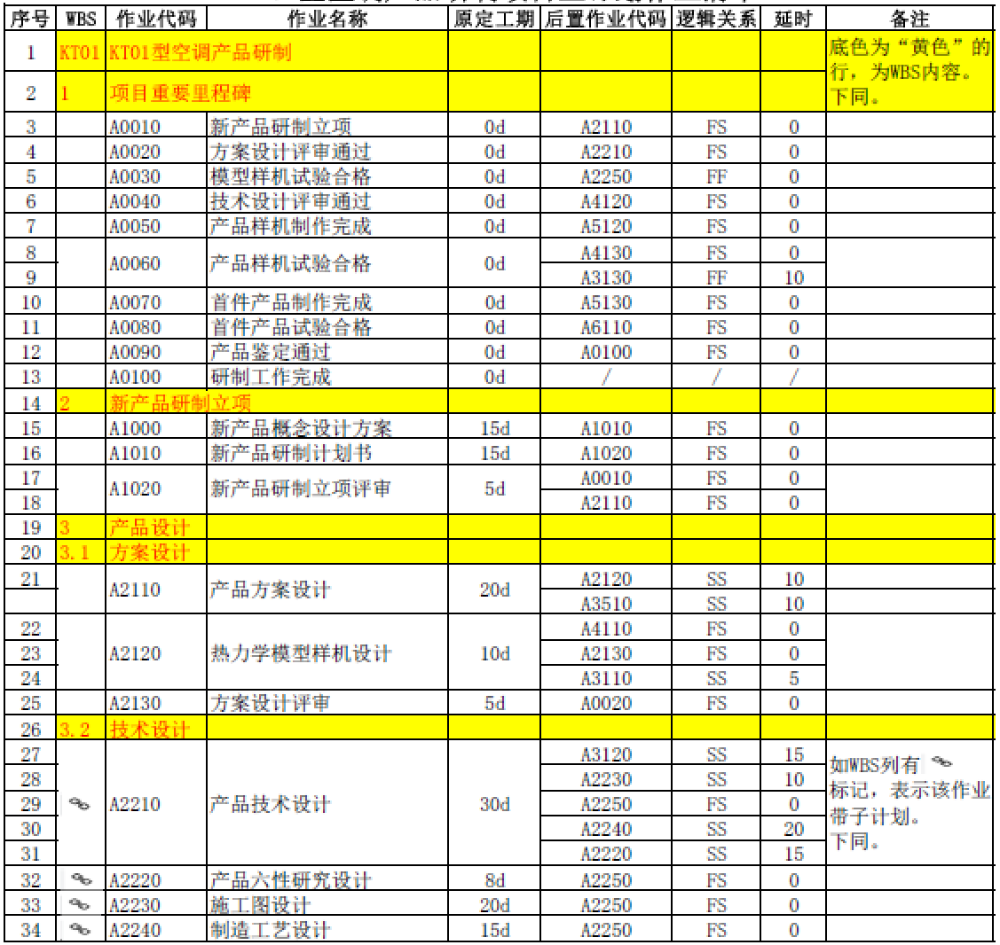 序号 WBS 作业代码 作业名称 原定工期 后置作业代码 逻辑关系 延时 备注
1 KT01 KT01型空调产品研制
2 1 项目重要里程碑
底色为“黄色”的
行，为WBS内容。
下同。
3 A0010 新产品研制立项 0d A2110 FS 0
4 A0020 方案设计评审通过 0d A2210 FS 0
5 A0030 模型样机试验合格 0d A2250 FF 0
6 A0040 技术设计评审通过 0d A4120 FS 0
7 A0050 产品样机制作完成 0d A5120 FS 0
8 A0060 产品样机试验合格 0d A4130 FS 0
9 A3130 FF 10
10 A0070 首件产品制作完成 0d A5130 FS 0
11 A0080 首件产品试验合格 0d A6110 FS 0
12 A0090 产品鉴定通过 0d A0100 FS 0
13 A0100 研制工作完成 0d / / /
14 2 新产品研制立项
15 A1000 新产品概念设计方案 15d A1010 FS 0
16 A1010 新产品研制计划书 15d A1020 FS 0
17 A1020 新产品研制立项评审 5d A0010 FS 0
18 A2110 FS 0
19 3 产品设计
20 3.1 方案设计
21 A2110 产品方案设计 20d A2120 SS 10
A3510 SS 10
22 A4110 FS 0
23 A2120 热力学模型样机设计 10d A2130 FS 0
24 A3110 SS 5
25 A2130 方案设计评审 5d A0020 FS 0
26 3.2 技术设计
27 A3120 SS 15
28 A2230 SS 10
29 A2210 产品技术设计 30d A2250 FS 0
30 A2240 SS 20
31 A2220 SS 15
如WBS列有
标记，表示该作业
带子计划。
下同。
32 A2220 产品六性研究设计 8d A2250 FS 0
33 A2230 施工图设计 20d A2250 FS 0
34 A2240 制造工艺设计 15d A2250 FS 0